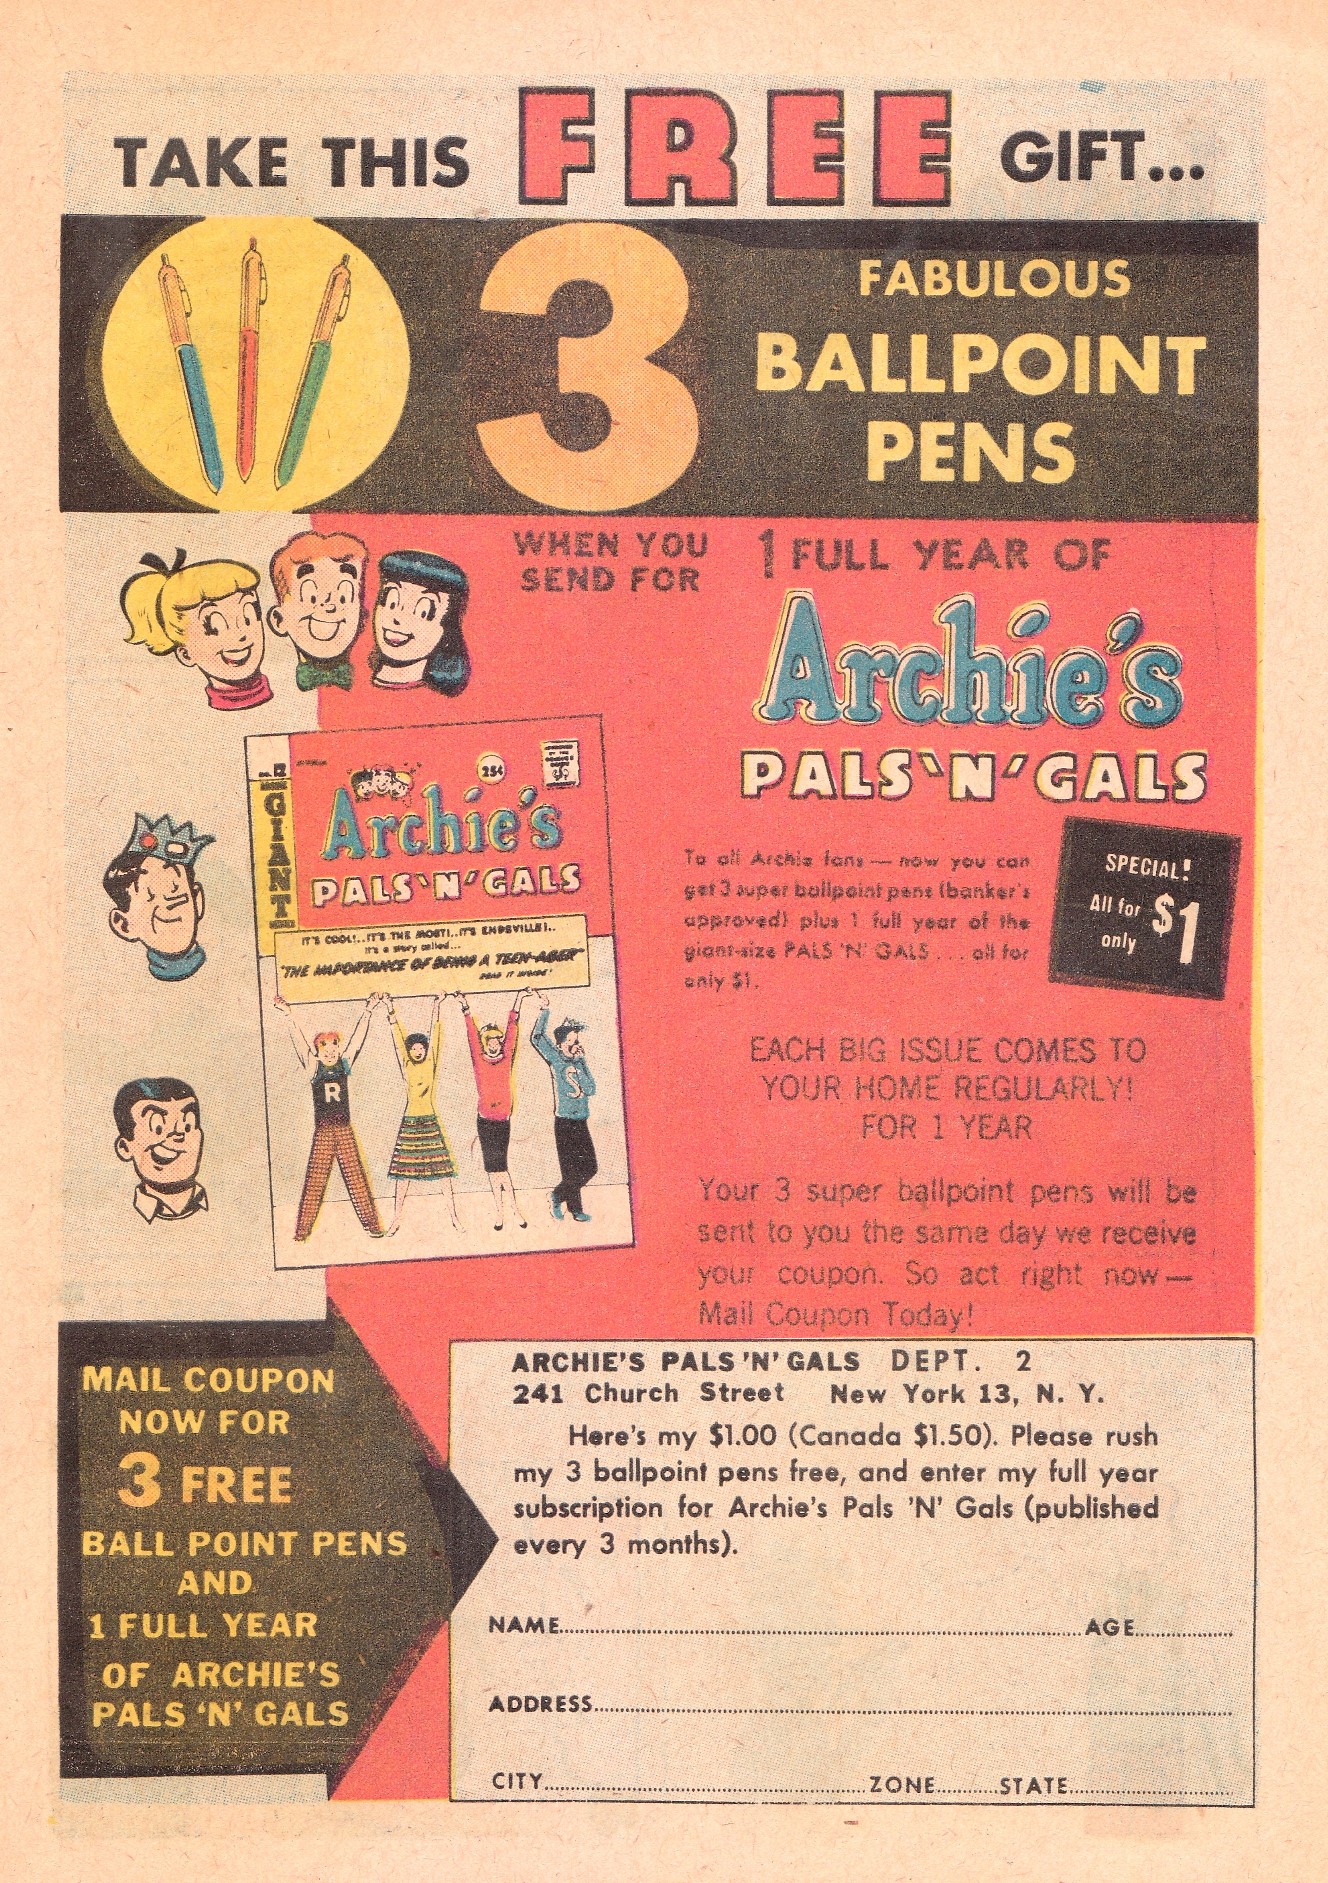 TAKE THIS FREE GIFT...
3 FABULOUS
BALLPOINT
PENS
WHEN YOU
SEND FOR
1 FULL YEAR OF
Archie's
PALS 'N' GALS
GIANT
25¢
Archie's
PALS 'N' GALS
IT'S COOL!..IT'S THE MOST!..IT'S ENDSVILLE!..
It's a story called...
"THE IMPORTANCE OF BEING A TEEN-AGER"
READ IT INSIDE!
R
S
To all Archie fans — now you can
get 3 super ballpoint pens (banker's
approved) plus 1 full year of the
giant-size PALS 'N' GALS . . . all for
only $1.
SPECIAL!
All for
only $1
EACH BIG ISSUE COMES TO
YOUR HOME REGULARLY!
FOR 1 YEAR
Your 3 super ballpoint pens will be
sent to you the same day we receive
your coupon. So act right now—
Mail Coupon Today!
MAIL COUPON
NOW FOR
3 FREE
BALL POINT PENS
AND
1 FULL YEAR
OF ARCHIE'S
PALS 'N' GALS
ARCHIE'S PALS 'N' GALS DEPT. 2
241 Church Street New York 13, N. Y.
Here's my $1.00 (Canada $1.50). Please rush
my 3 ballpoint pens free, and enter my full year
subscription for Archie's Pals 'N' Gals (published
every 3 months).
NAME AGE
ADDRESS
CITY ZONE STATE